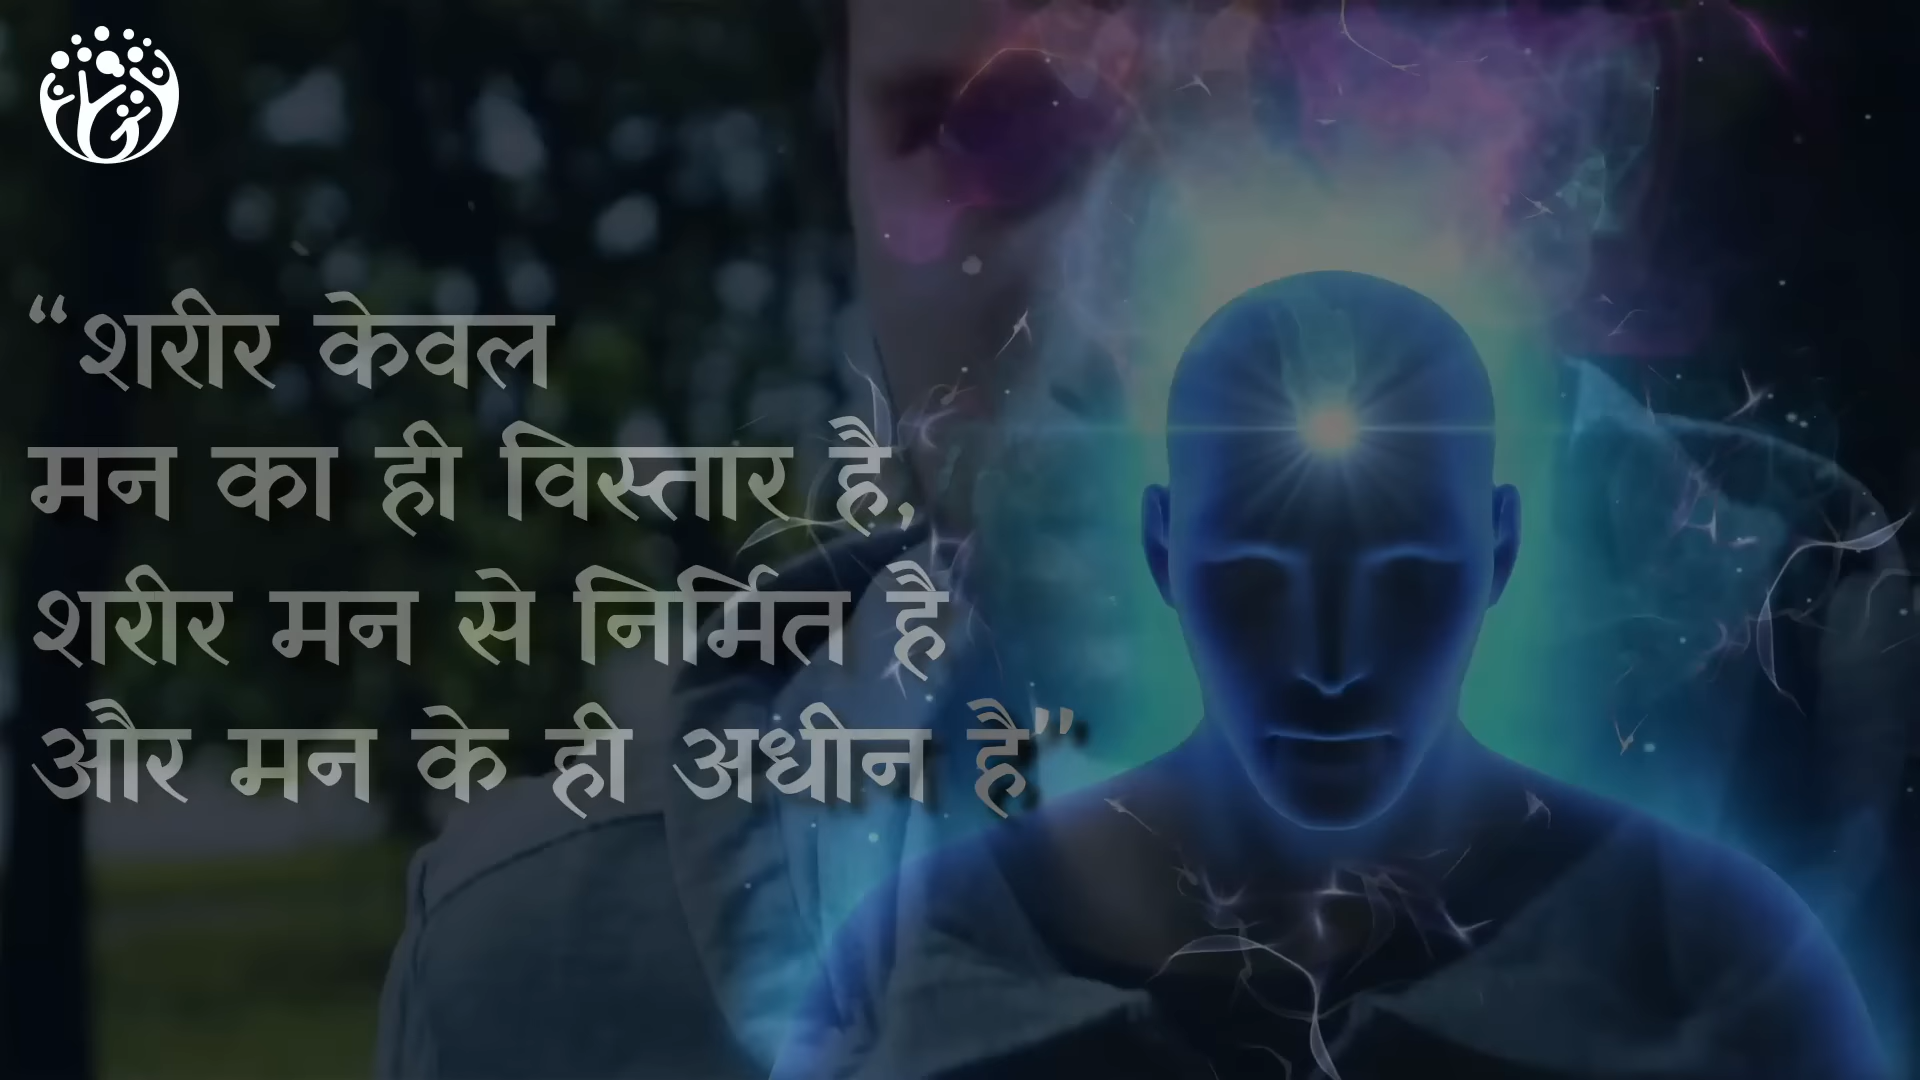 “शरीर केवल
मन का ही विस्तार है,
शरीर मन से निर्मित है
और मन के ही अधीन है”